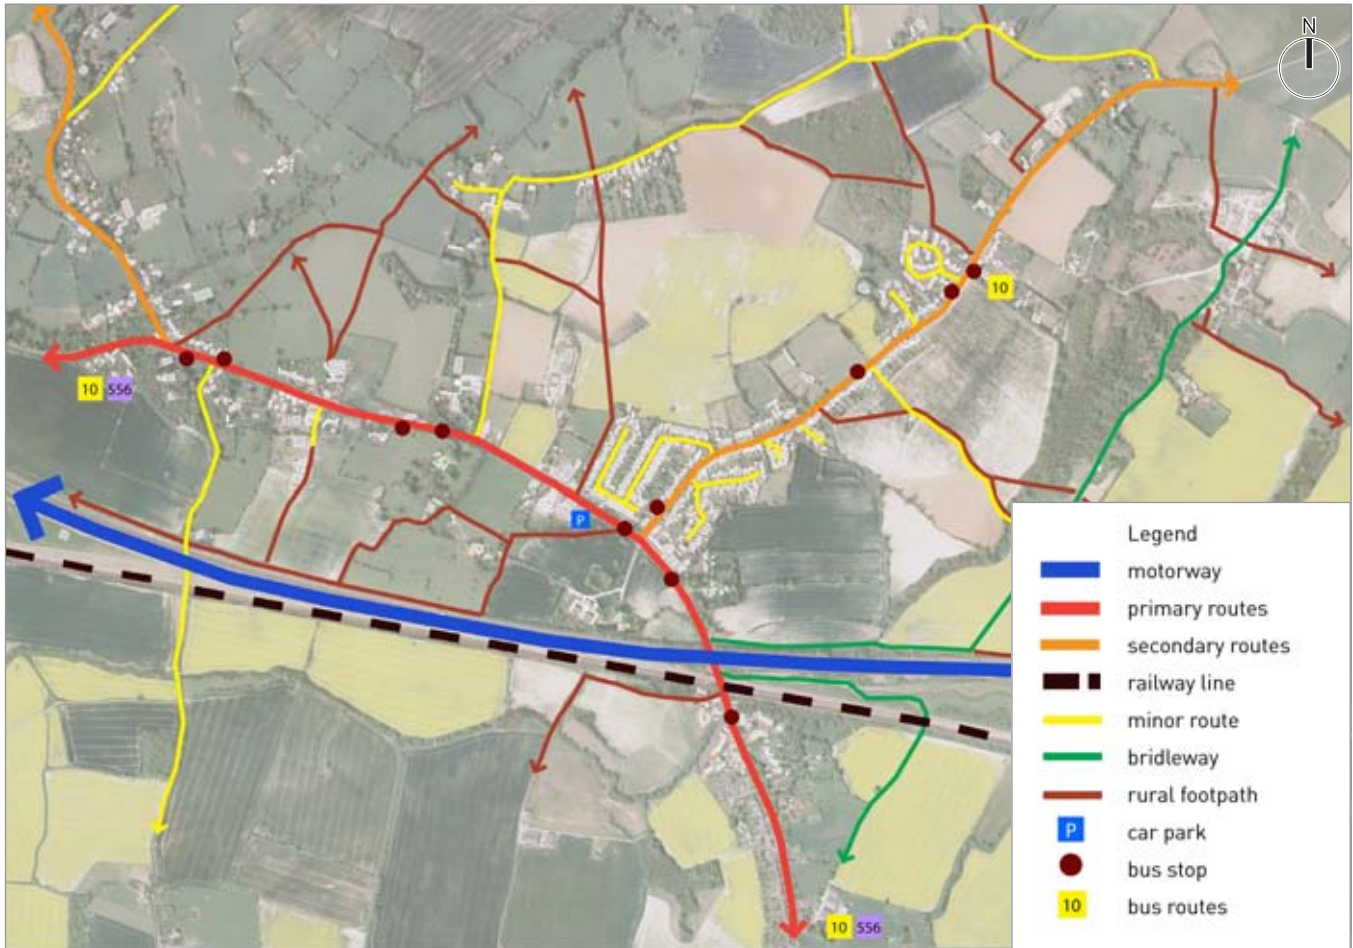 N
10
10 556
P
Legend
motorway
primary routes
secondary routes
railway line
minor route
bridleway
rural footpath
P car park
bus stop
10 bus routes
10 556